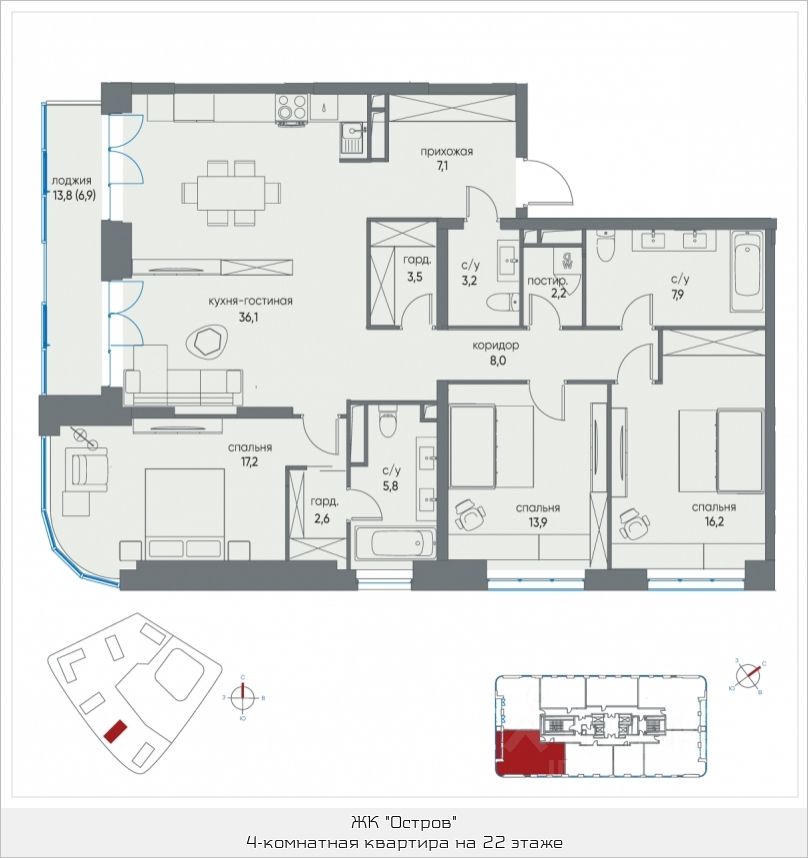 лоджия
13,8 (6,9)
прихожая
7,1
гард.
3,5
с/у
3,2
постир.
2,2
с/у
7,9
кухня-гостиная
36,1
коридор
8,0
спальня
17,2
гард.
2,6
с/у
5,8
спальня
13,9
спальня
16,2
С
З
В
Ю
З
С
Ю
В
ЖК "Остров"
4-комнатная квартира на 22 этаже